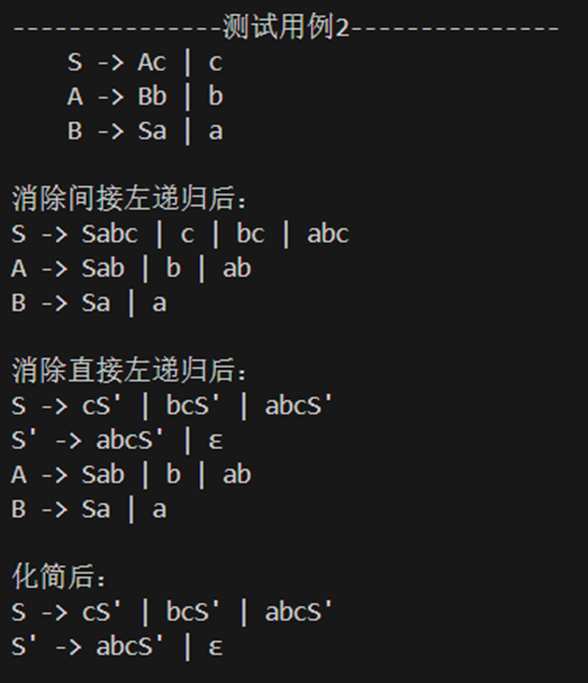 ---------------测试用例2---------------
S -> Ac | c
A -> Bb | b
B -> Sa | a
消除间接左递归后：
S -> Sabc | c | bc | abc
A -> Sab | b | ab
B -> Sa | a
消除直接左递归后：
S -> cS' | bcS' | abcS'
S' -> abcS' | ε
A -> Sab | b | ab
B -> Sa | a
化简后：
S -> cS' | bcS' | abcS'
S' -> abcS' | ε